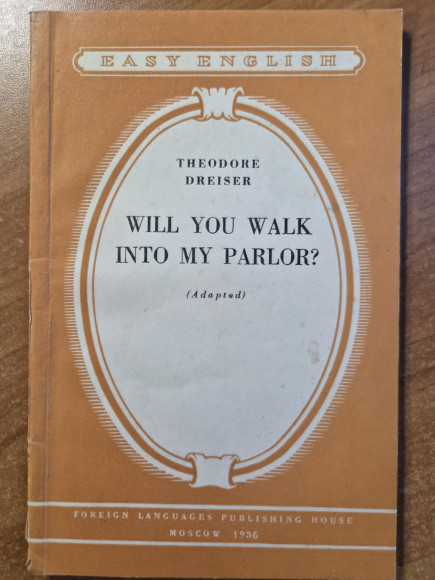 EASY ENGLISH
THEODORE
DREISER
WILL YOU WALK
INTO MY PARLOR?
(Adapted)
FOREIGN LANGUAGES PUBLISHING HOUSE
MOSCOW 1956